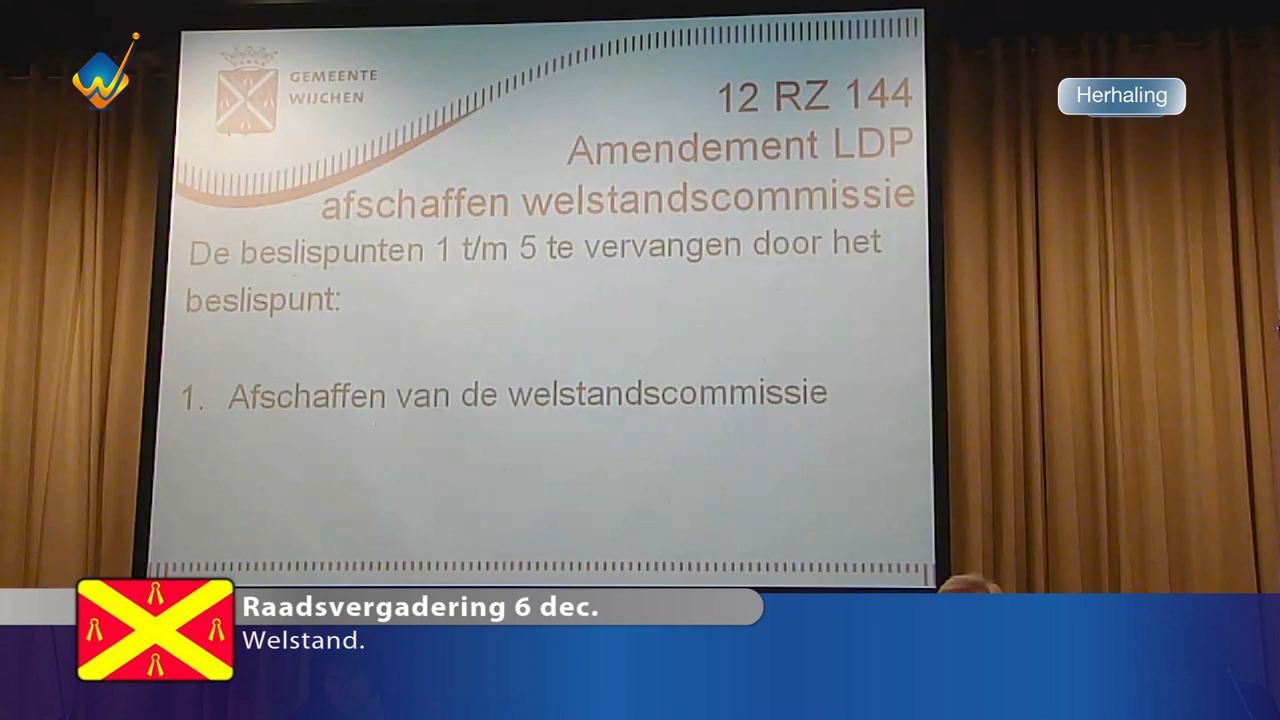 GEMEENTE
WIJCHEN
Herhaling
12 RZ 144
Amendement LDP
afschaffen welstandscommissie
De beslispunten 1 t/m 5 te vervangen door het
beslispunt:
1. Afschaffen van de welstandscommissie
Raadsvergadering 6 dec.
Welstand.